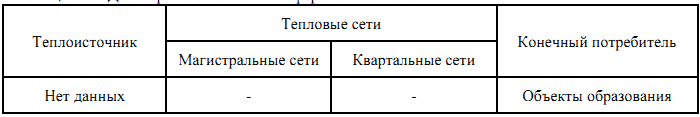 Теплоисточник
Тепловые сети
Конечный потребитель
Магистральные сети
Квартальные сети
Нет данных
-
-
Объекты образования